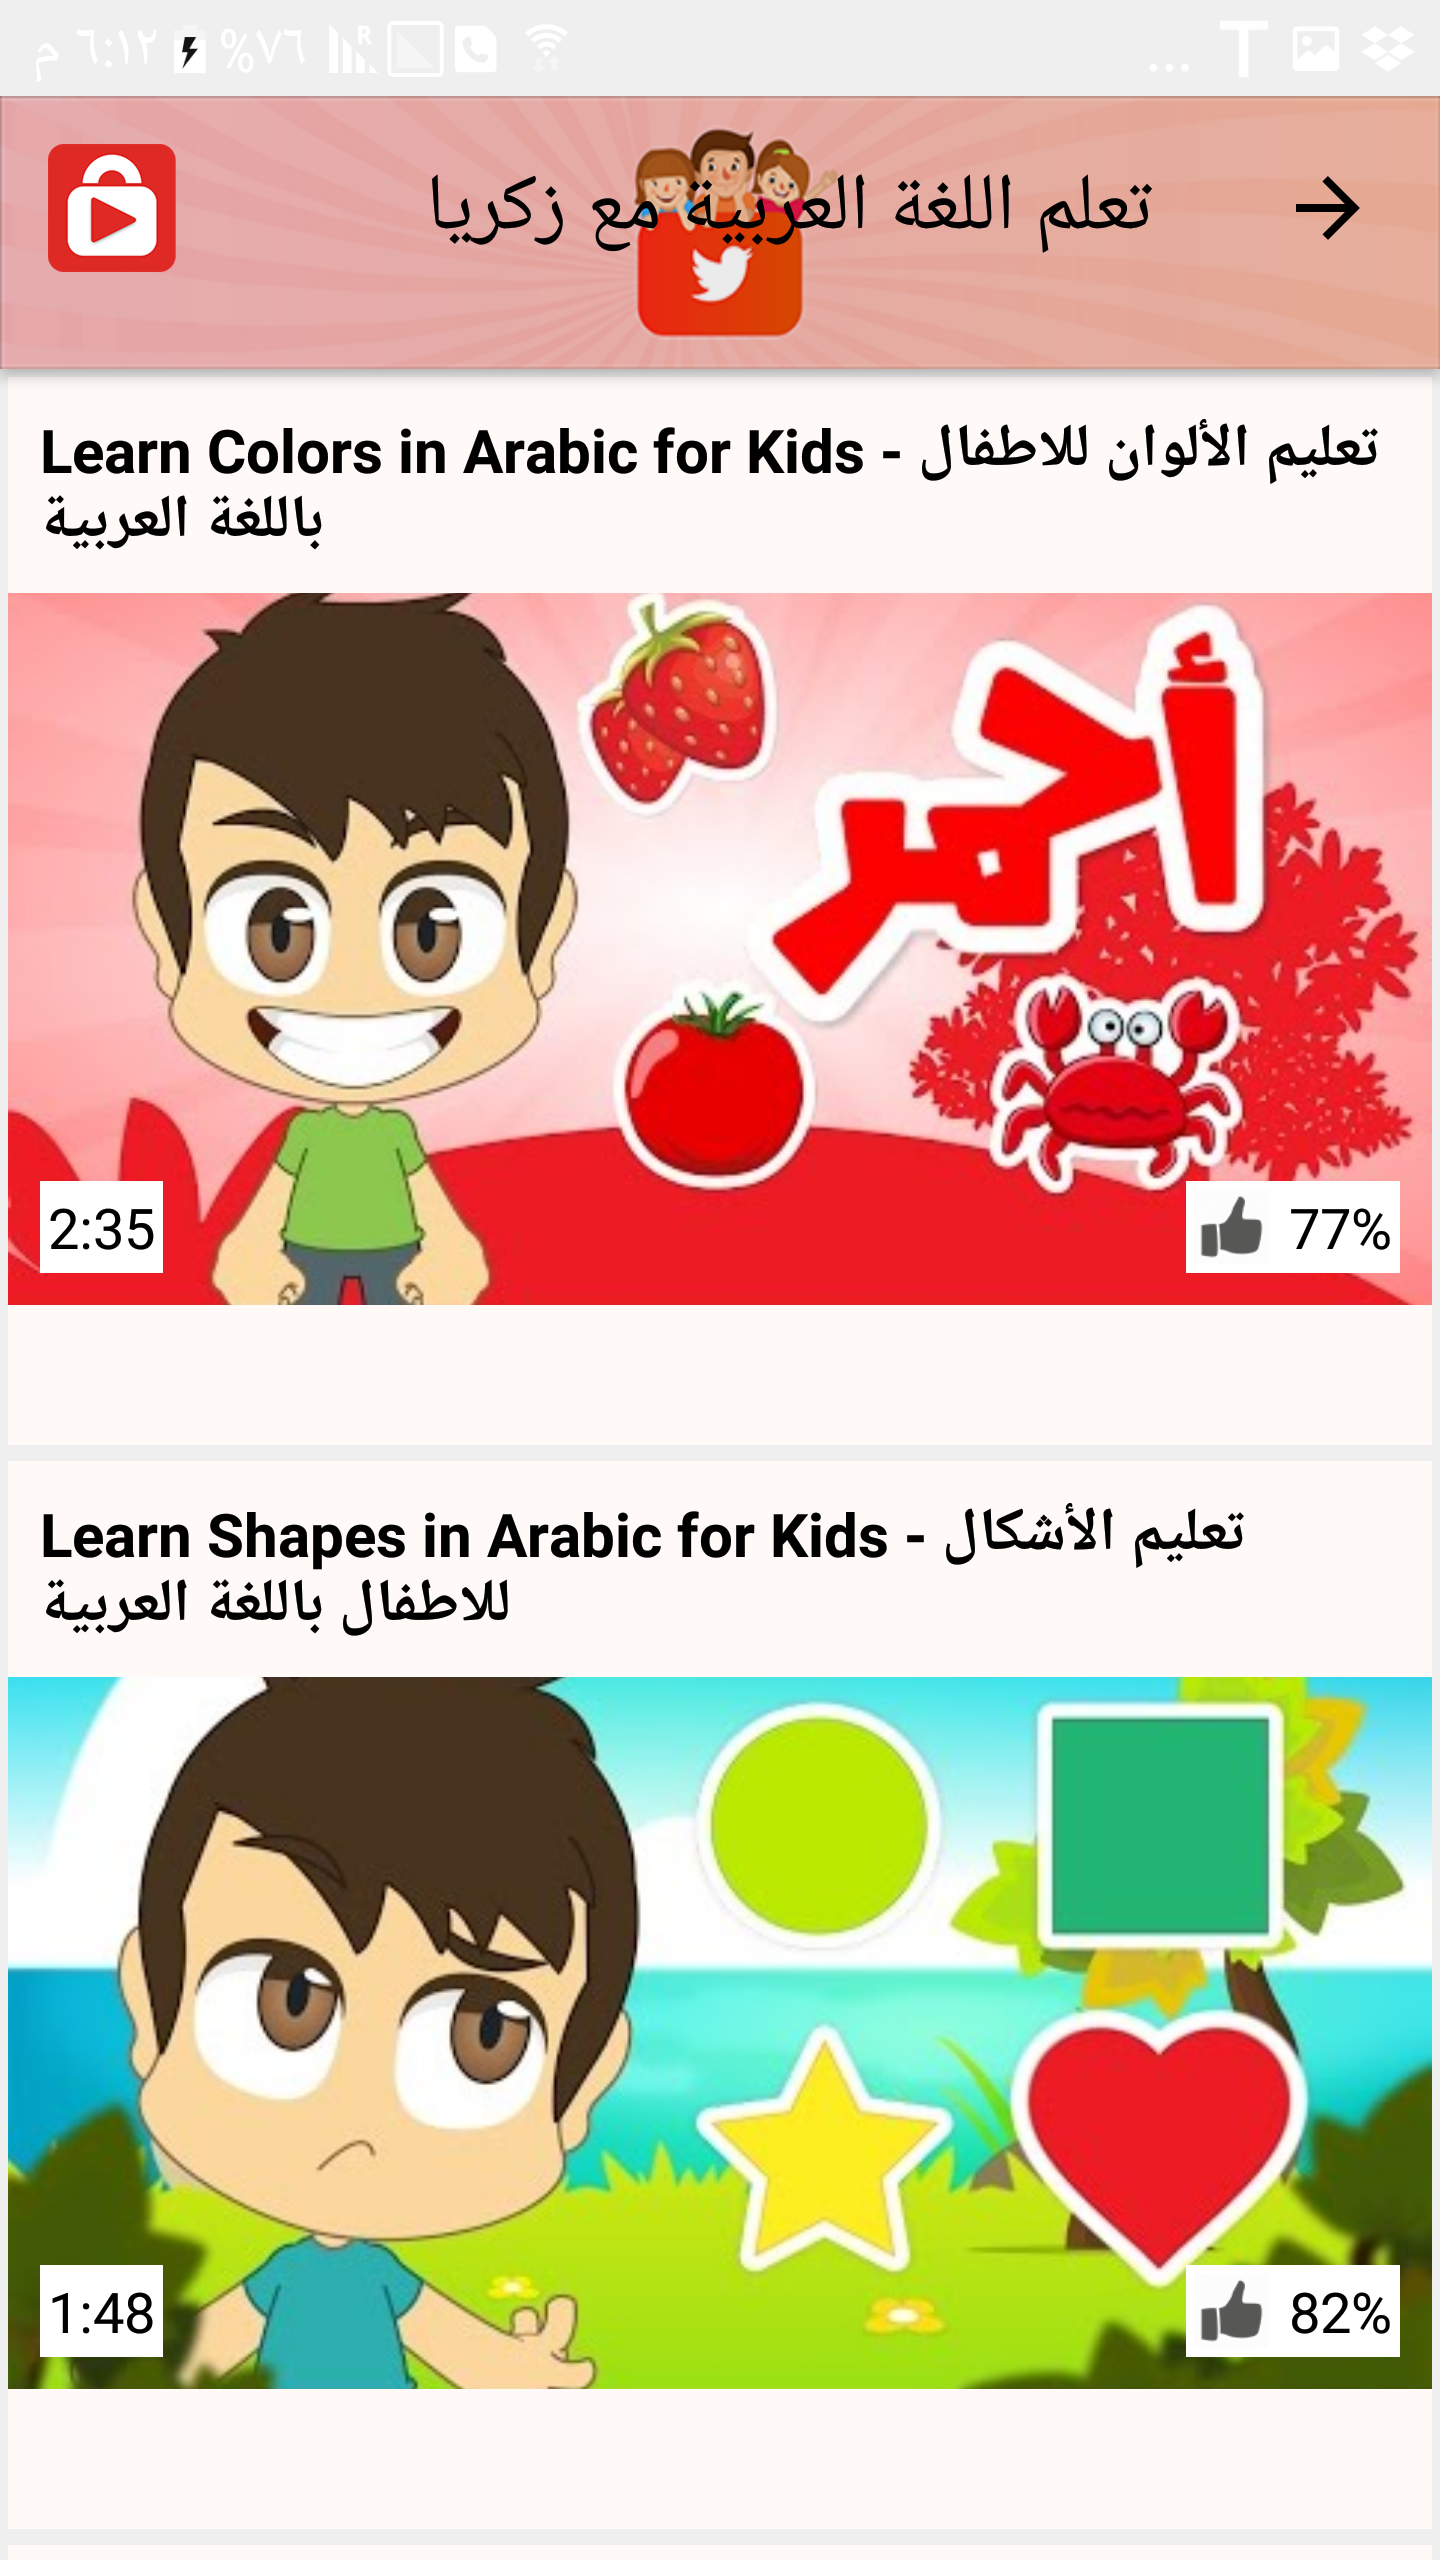 ٦:١٢ م
%٧٦
R
...
تعلم اللغة العربية مع زكريا
Learn Colors in Arabic for Kids - تعليم الألوان للاطفال
باللغة العربية
أحمر
2:35
77%
Learn Shapes in Arabic for Kids - تعليم الأشكال
للاطفال باللغة العربية
1:48
82%